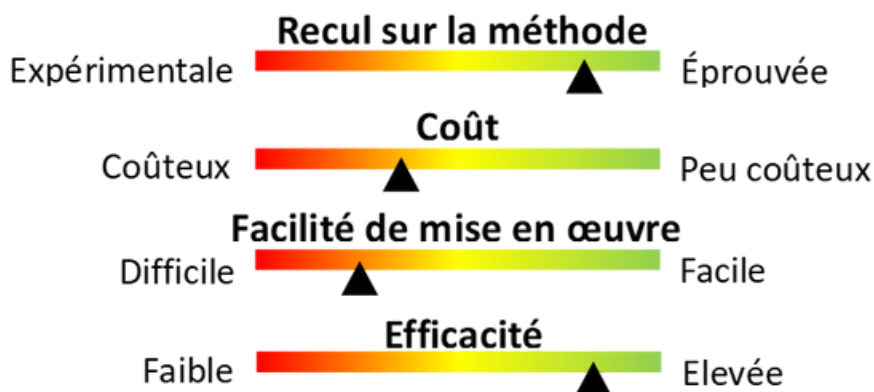 Recul sur la méthode
Expérimentale Éprouvée
Coût
Coûteux Peu coûteux
Facilité de mise en œuvre
Difficile Facile
Efficacité
Faible Elevée